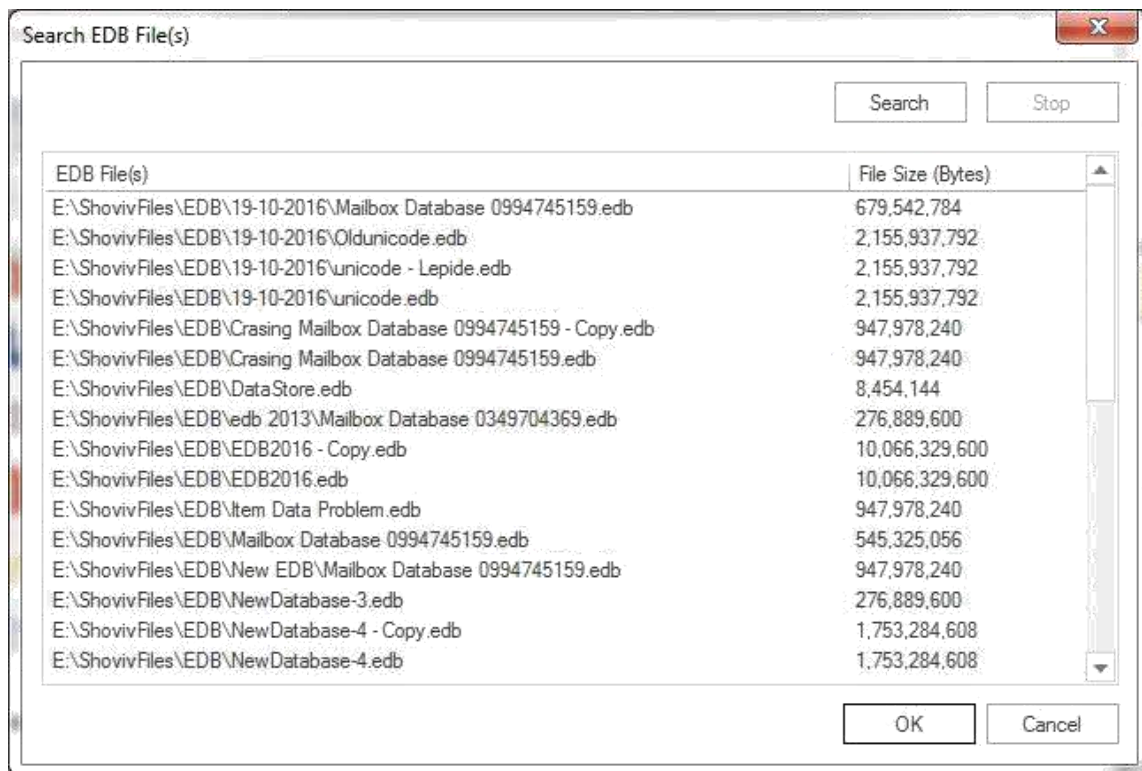 Search EDB File(s)
Search Stop
EDB File(s) File Size (Bytes)
E:\ShovivFiles\EDB\19-10-2016\Mailbox Database 0994745159.edb 679,542,784
E:\ShovivFiles\EDB\19-10-2016\Oldunicode.edb 2,155,937,792
E:\ShovivFiles\EDB\19-10-2016\unicode - Lepide.edb 2,155,937,792
E:\ShovivFiles\EDB\19-10-2016\unicode.edb 2,155,937,792
E:\ShovivFiles\EDB\Crasing Mailbox Database 0994745159 - Copy.edb 947,978,240
E:\ShovivFiles\EDB\Crasing Mailbox Database 0994745159.edb 947,978,240
E:\ShovivFiles\EDB\DataStore.edb 8,454,144
E:\ShovivFiles\EDB\edb 2013\Mailbox Database 0349704369.edb 276,889,600
E:\ShovivFiles\EDB\EDB2016 - Copy.edb 10,066,329,600
E:\ShovivFiles\EDB\EDB2016.edb 10,066,329,600
E:\ShovivFiles\EDB\Item Data Problem.edb 947,978,240
E:\ShovivFiles\EDB\Mailbox Database 0994745159.edb 545,325,056
E:\ShovivFiles\EDB\New EDB\Mailbox Database 0994745159.edb 947,978,240
E:\ShovivFiles\EDB\NewDatabase-3.edb 276,889,600
E:\ShovivFiles\EDB\NewDatabase-4 - Copy.edb 1,753,284,608
E:\ShovivFiles\EDB\NewDatabase-4.edb 1,753,284,608
OK Cancel